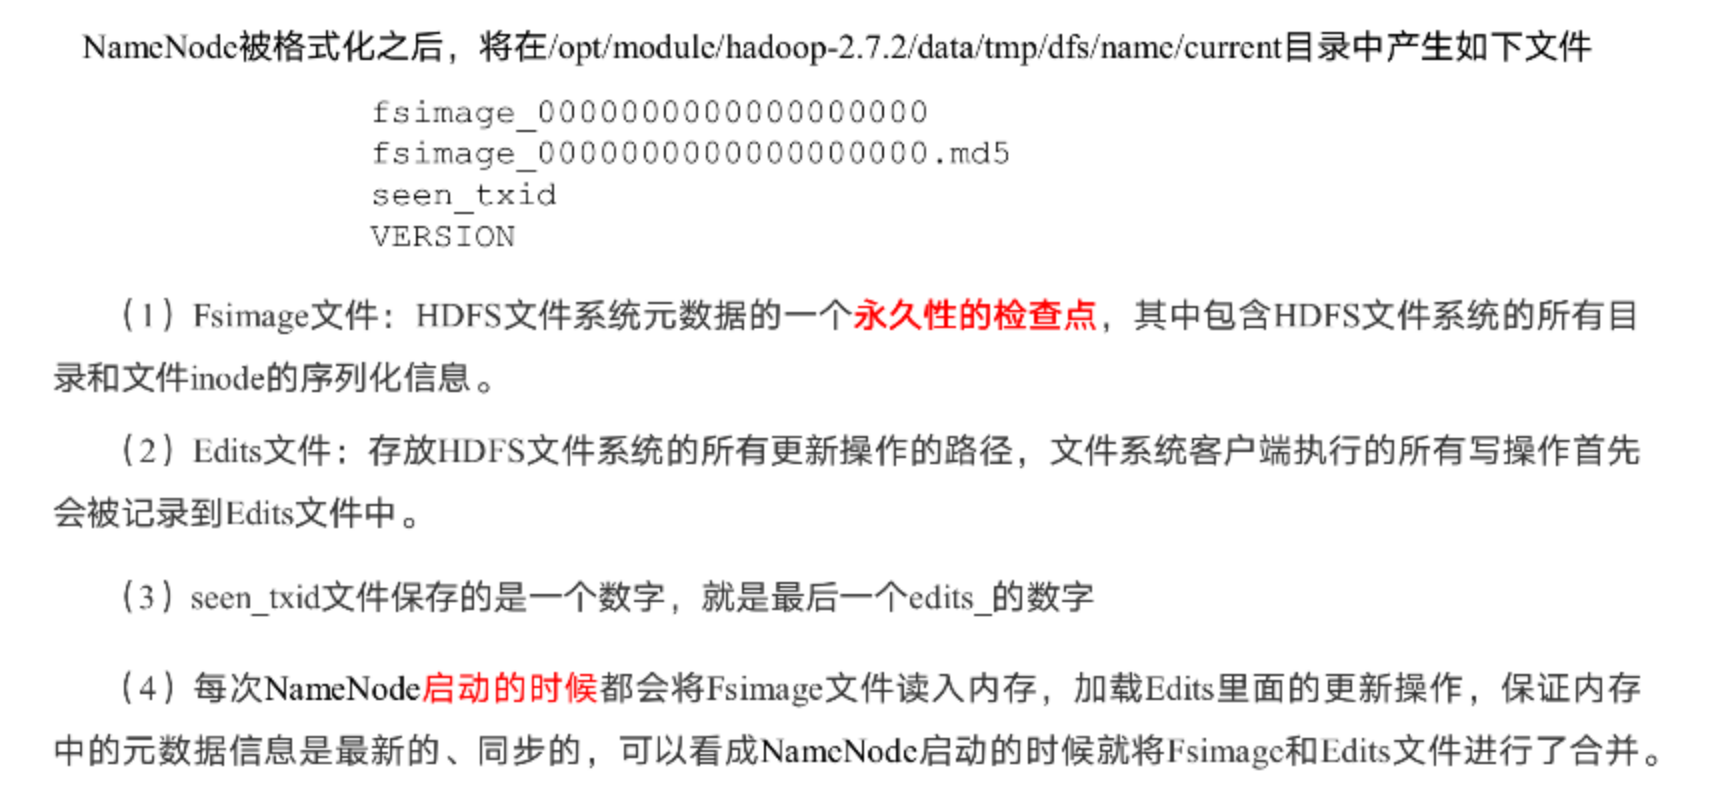 NameNode被格式化之后，将在/opt/module/hadoop-2.7.2/data/tmp/dfs/name/current目录中产生如下文件
fsimage_0000000000000000000
fsimage_0000000000000000000.md5
seen_txid
VERSION
（1）Fsimage文件：HDFS文件系统元数据的一个永久性的检查点，其中包含HDFS文件系统的所有目
录和文件inode的序列化信息。
（2）Edits文件：存放HDFS文件系统的所有更新操作的路径，文件系统客户端执行的所有写操作首先
会被记录到Edits文件中。
（3）seen_txid文件保存的是一个数字，就是最后一个edits_的数字
（4）每次NameNode启动的时候都会将Fsimage文件读入内存，加载Edits里面的更新操作，保证内存
中的元数据信息是最新的、同步的，可以看成NameNode启动的时候就将Fsimage和Edits文件进行了合并。